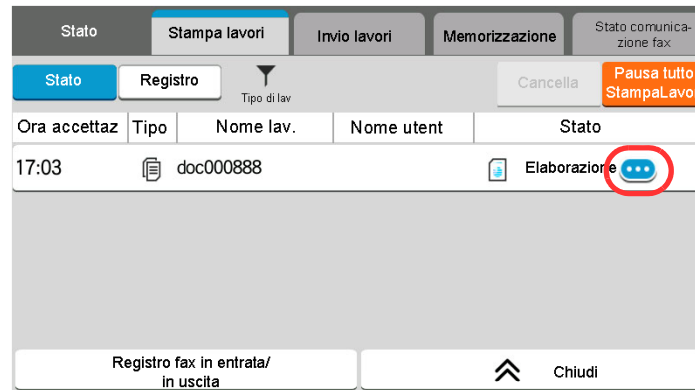 Stato
Stampa lavori
Invio lavori
Memorizzazione
Stato comunica-
zione fax
Stato
Registro
Tipo di lav
Cancella
Pausa tutto
StampaLavo
Ora accettaz Tipo Nome lav. Nome utent Stato
17:03 doc000888 Elaborazione
Registro fax in entrata/
in uscita
Chiudi